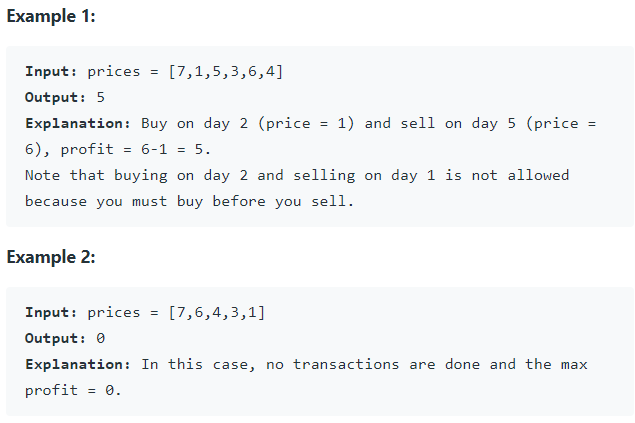 Example 1:
Input: prices = [7,1,5,3,6,4]
Output: 5
Explanation: Buy on day 2 (price = 1) and sell on day 5 (price =
6), profit = 6-1 = 5.
Note that buying on day 2 and selling on day 1 is not allowed
because you must buy before you sell.
Example 2:
Input: prices = [7,6,4,3,1]
Output: 0
Explanation: In this case, no transactions are done and the max
profit = 0.